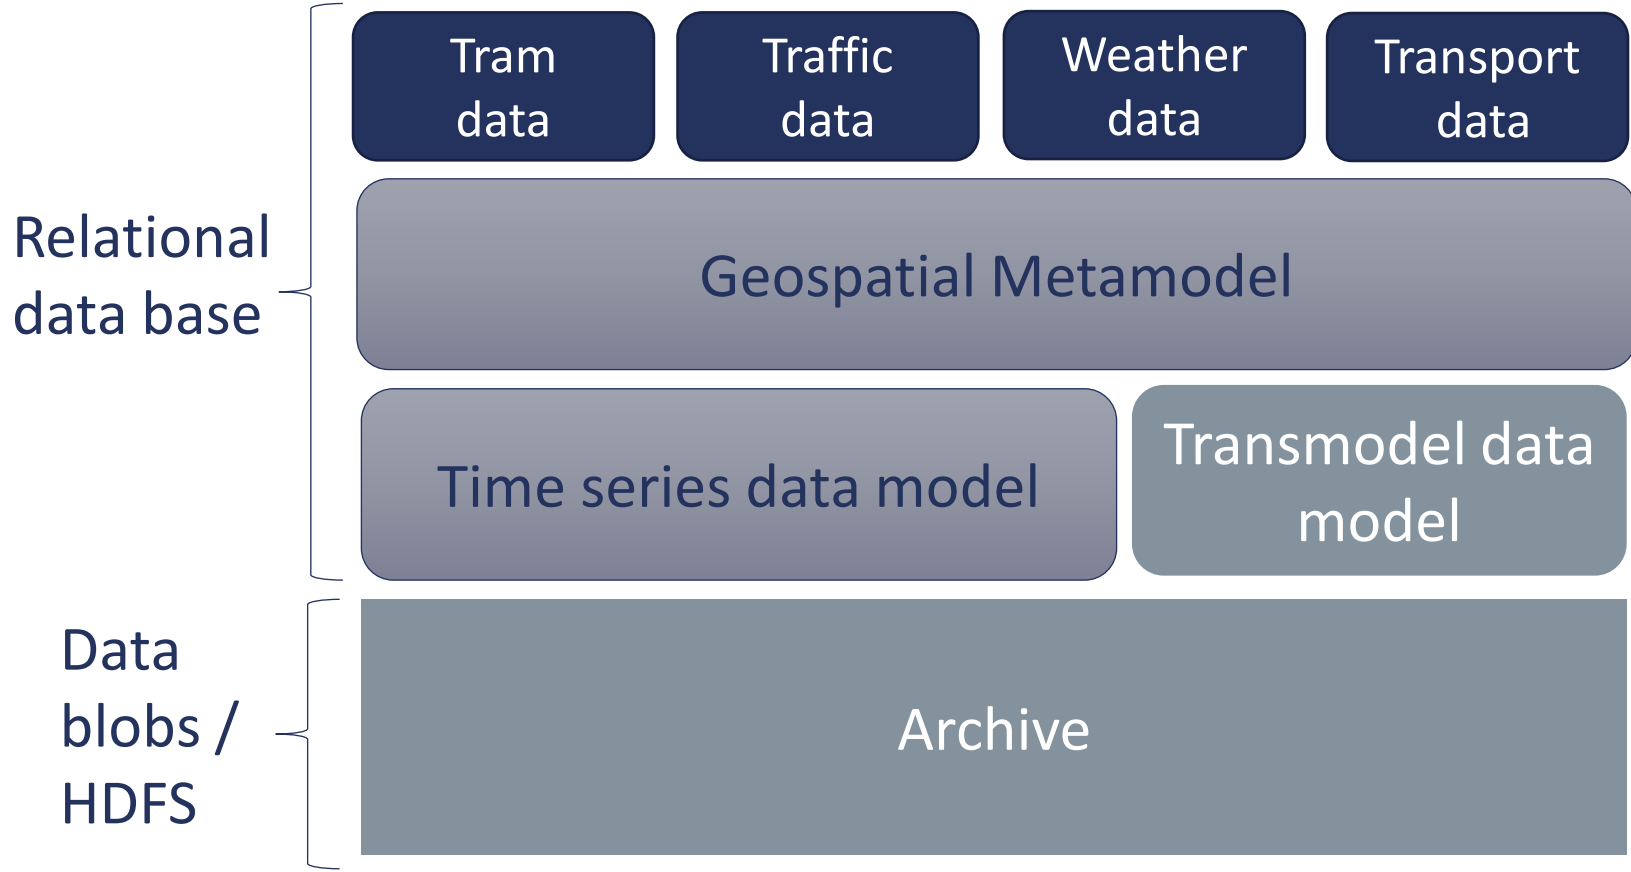 Tram
data
Traffic
data
Weather
data
Transport
data
Relational
data base
Geospatial Metamodel
Time series data model
Transmodel data
model
Data
blobs /
HDFS
Archive